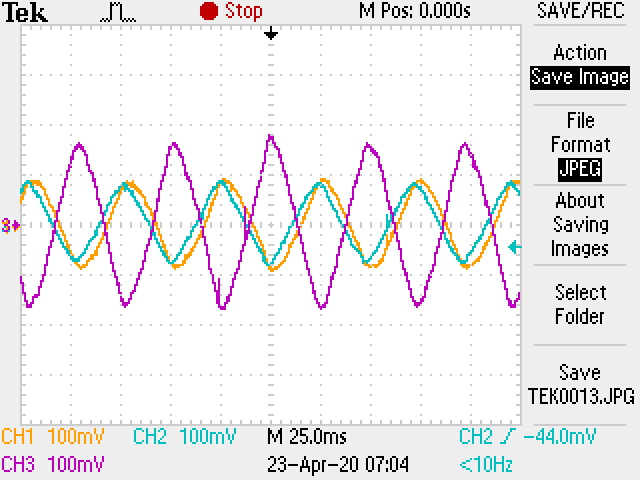 Tek Stop M Pos: 0.000s SAVE/REC
Action
Save Image
File
Format
JPEG
About
Saving
Images
Select
Folder
Save
TEK0013.JPG
3
CH1 100mV CH2 100mV M 25.0ms CH2 -44.0mV
CH3 100mV 23-Apr-20 07:04 <10Hz